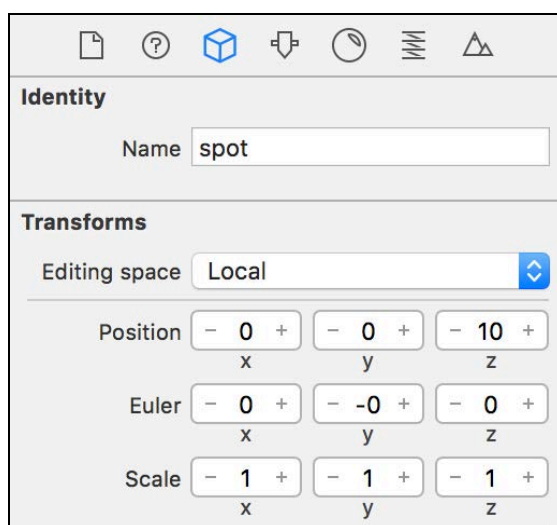 Identity
Name spot
Transforms
Editing space Local
Position - 0 + - 0 + - 10 +
x y z
Euler - 0 + - -0 + - 0 +
x y z
Scale - 1 + - 1 + - 1 +
x y z